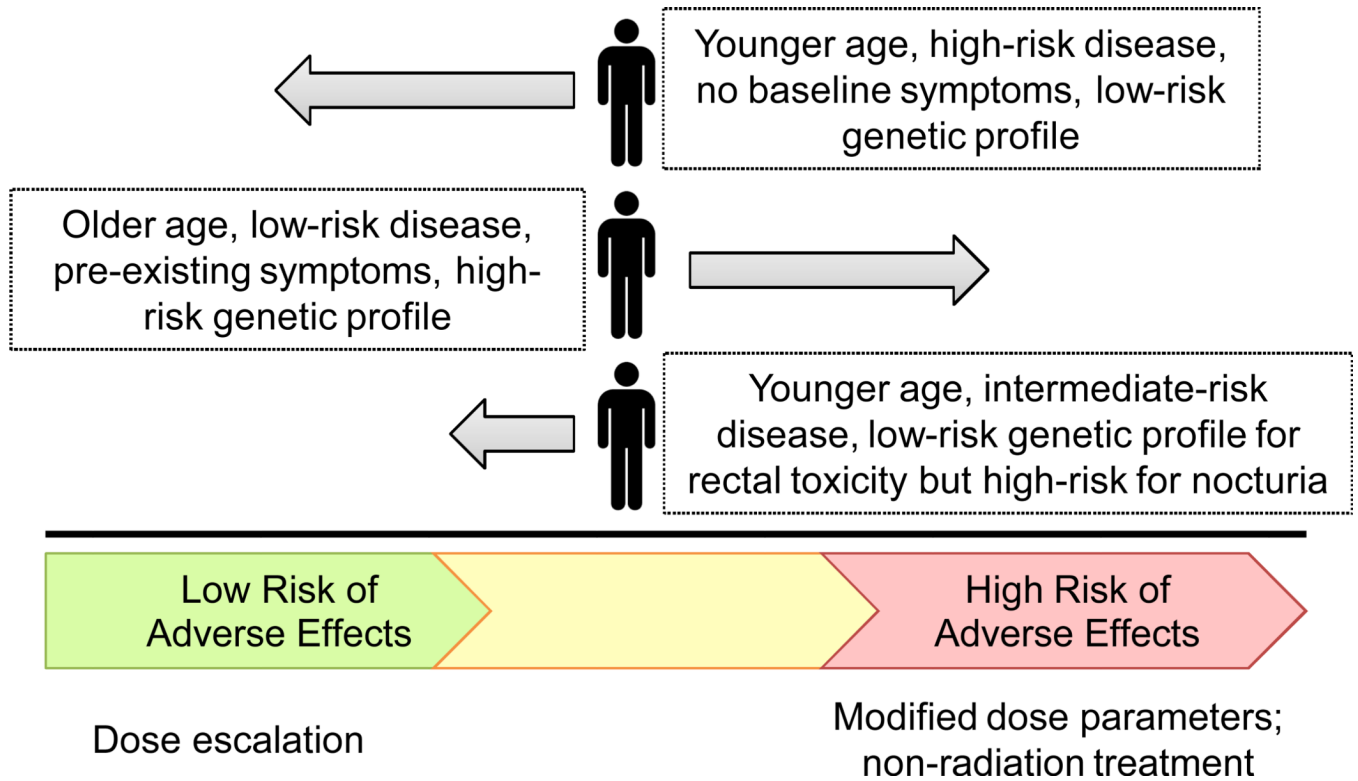 Younger age, high-risk disease,
no baseline symptoms, low-risk
genetic profile
Older age, low-risk disease,
pre-existing symptoms, high-
risk genetic profile
Younger age, intermediate-risk
disease, low-risk genetic profile for
rectal toxicity but high-risk for nocturia
Low Risk of
Adverse Effects
High Risk of
Adverse Effects
Dose escalation
Modified dose parameters;
non-radiation treatment